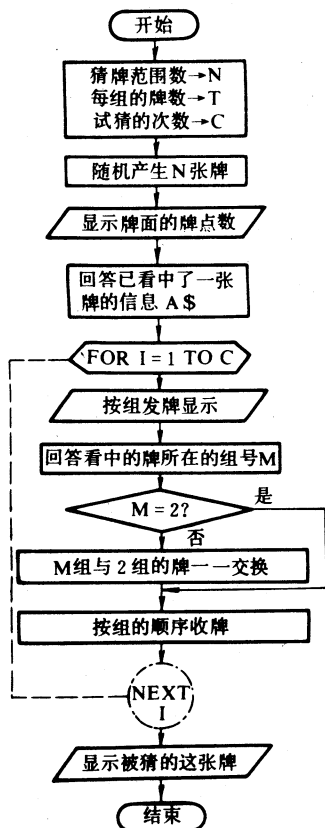 开始
猜牌范围数→N
每组的牌数→T
试猜的次数→C
随机产生N张牌
显示牌面的牌点数
回答已看中了一张
牌的信息 A$
FOR I=1 TO C
按组发牌显示
回答看中的牌所在的组号M
M=2?
是
否
M组与2组的牌一一交换
按组的顺序收牌
NEXT
I
显示被猜的这张牌
结束